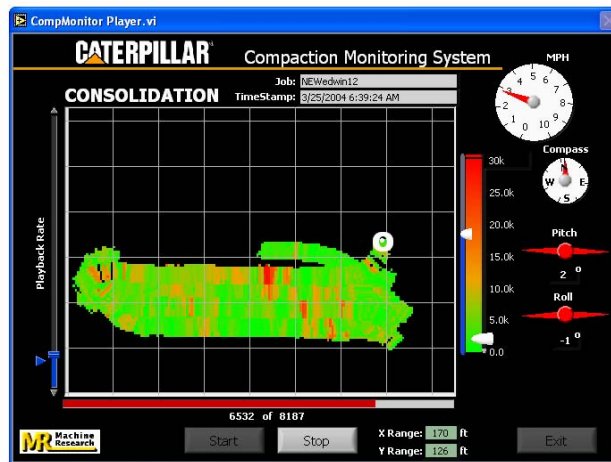 CompMonitor Player.vi
CATERPILLAR Compaction Monitoring System
MPH
Job: NEWedwin12
CONSOLIDATION TimeStamp: 3/25/2004 6:39:24 AM
0 1 2 3 4 5 6 7 8 9 10
Compass
N
W E
S
30k
25.0k
20.0k
15.0k
10.0k
5.0k
0.0
Playback Rate
Pitch
2 °
Roll
-1 °
6532 of 8187
MR Machine Research
Start
Stop
X Range: 170 ft
Y Range: 126 ft
Exit